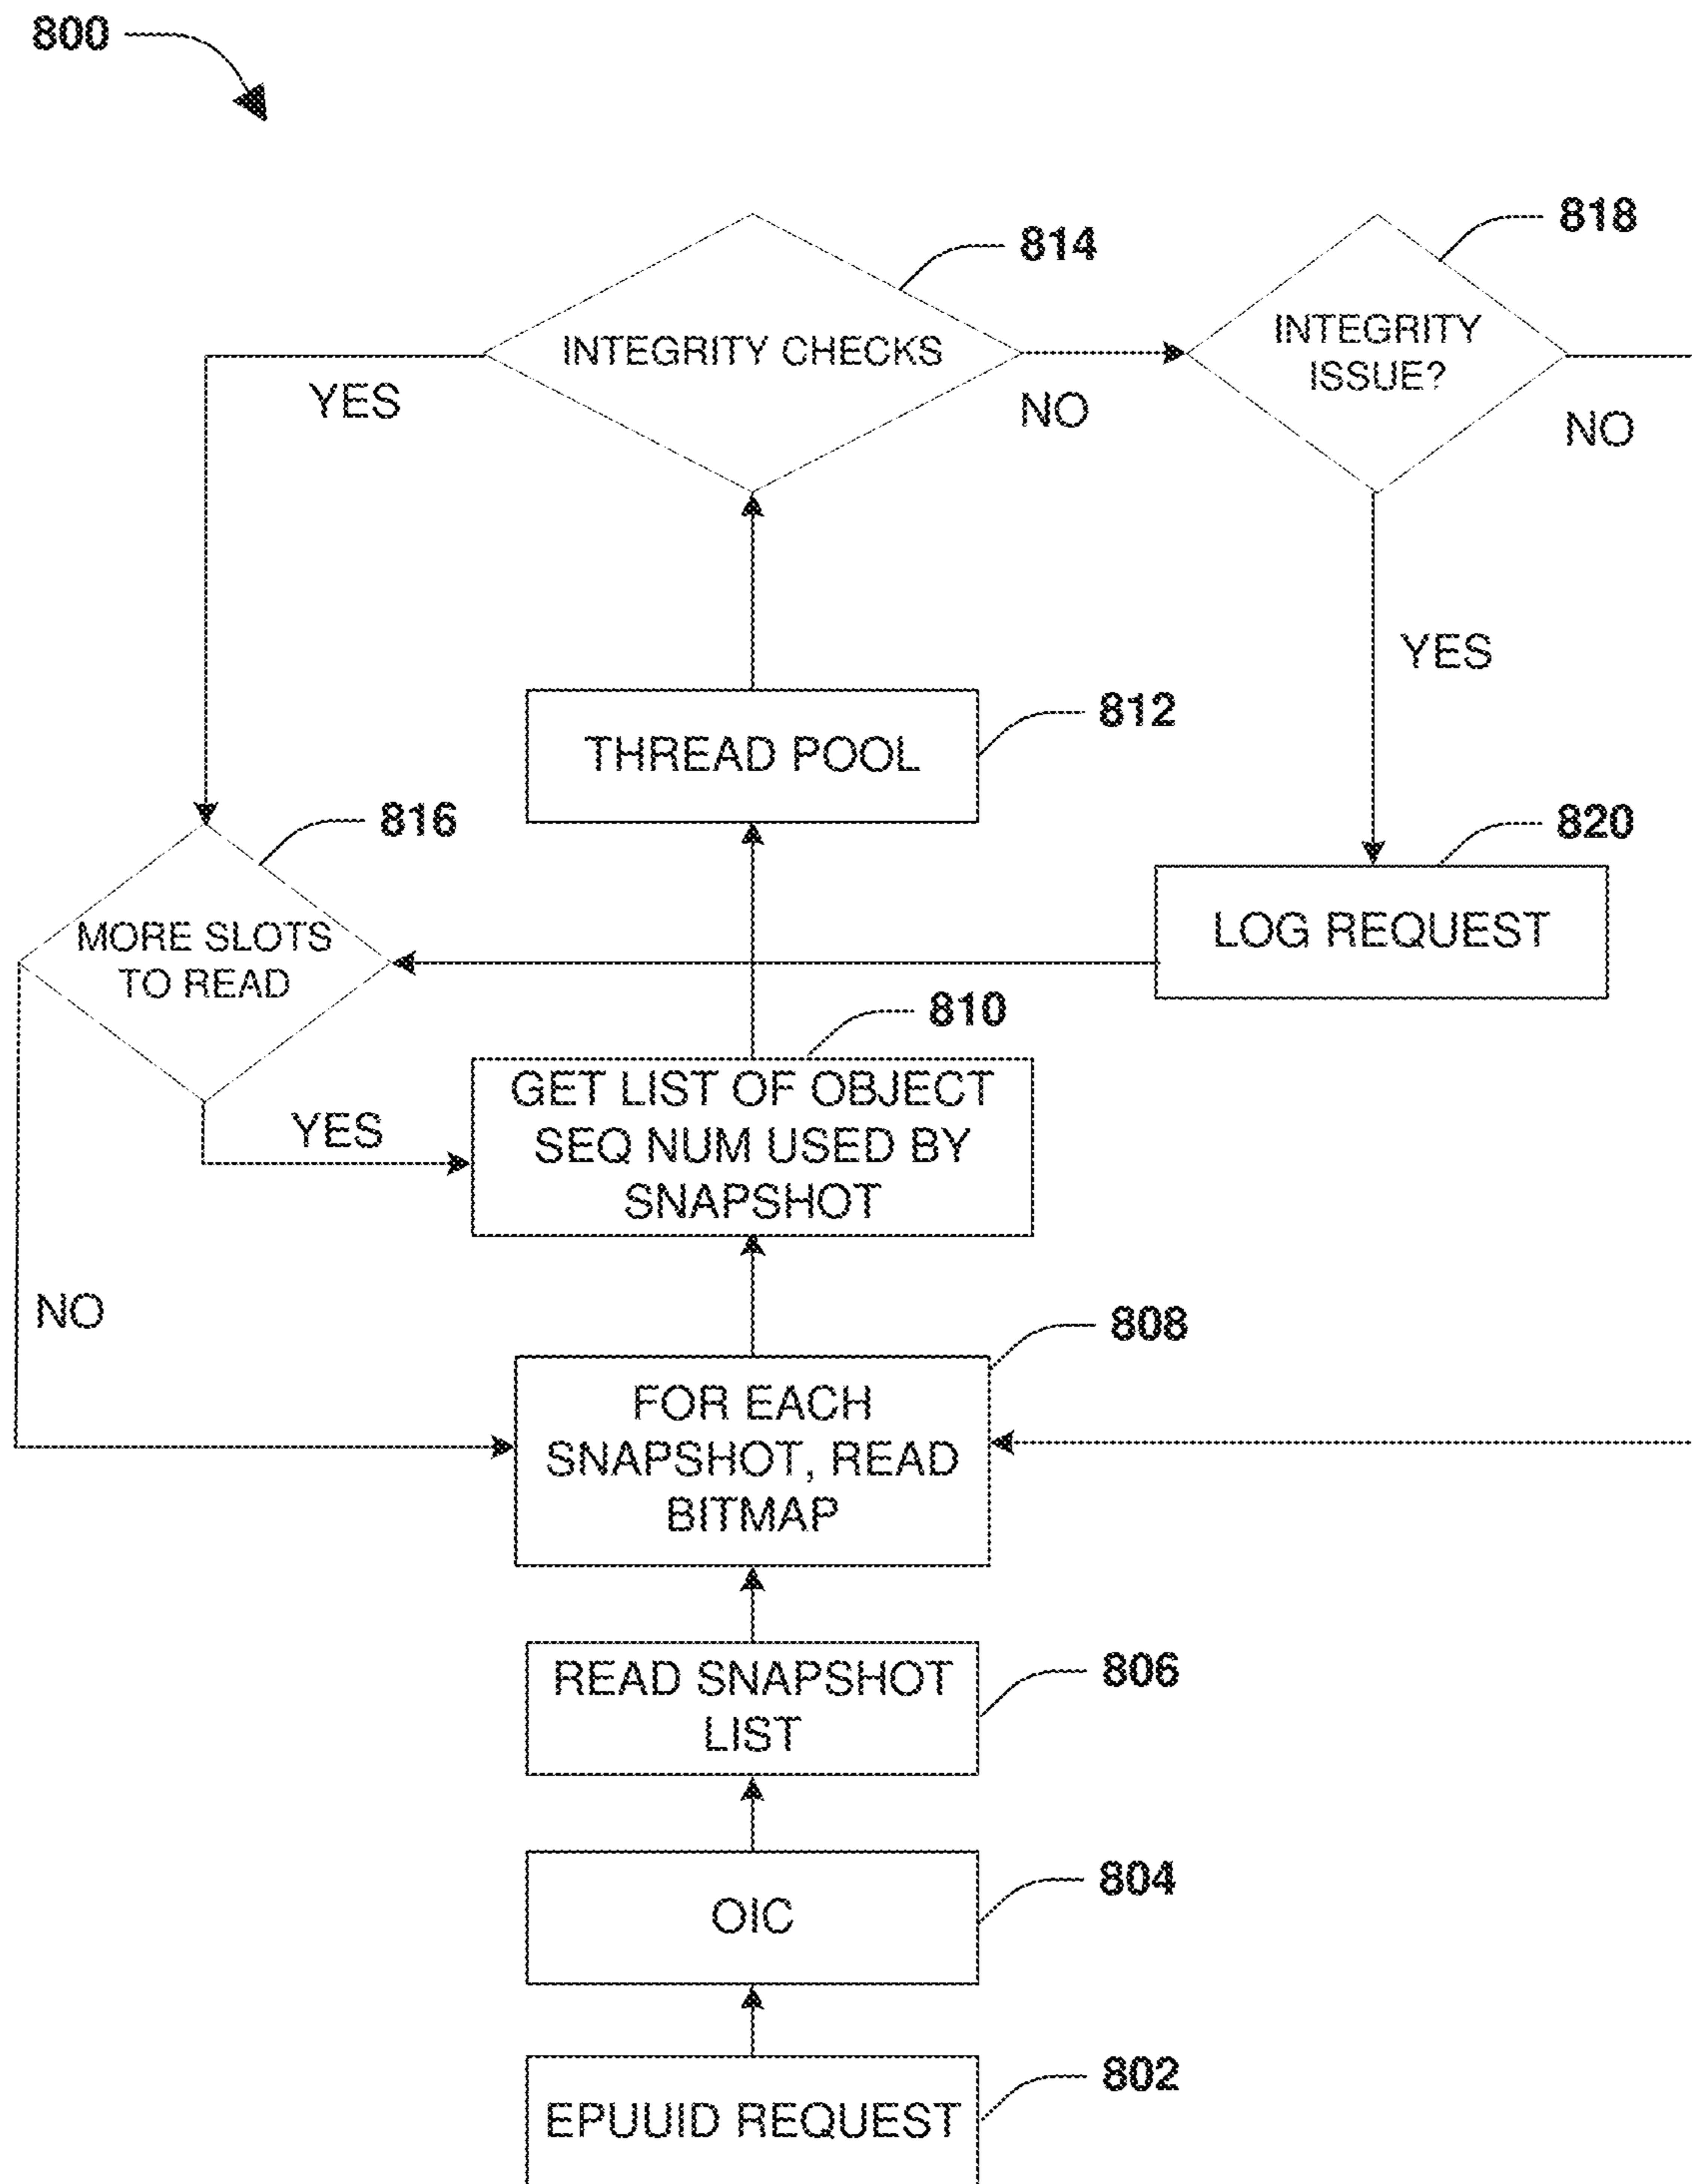 800
818
814
INTEGRITY CHECKS
INTEGRITY
ISSUE?
YES
NO
NO
YES
812
THREAD POOL
816
820
MORE SLOTS
TO READ
LOG REQUEST
810
GET LIST OF OBJECT
SEQ NUM USED BY
SNAPSHOT
YES
NO
808
FOR EACH
SNAPSHOT, READ
BITMAP
806
READ SNAPSHOT
LIST
804
OIC
802
EPUUID REQUEST